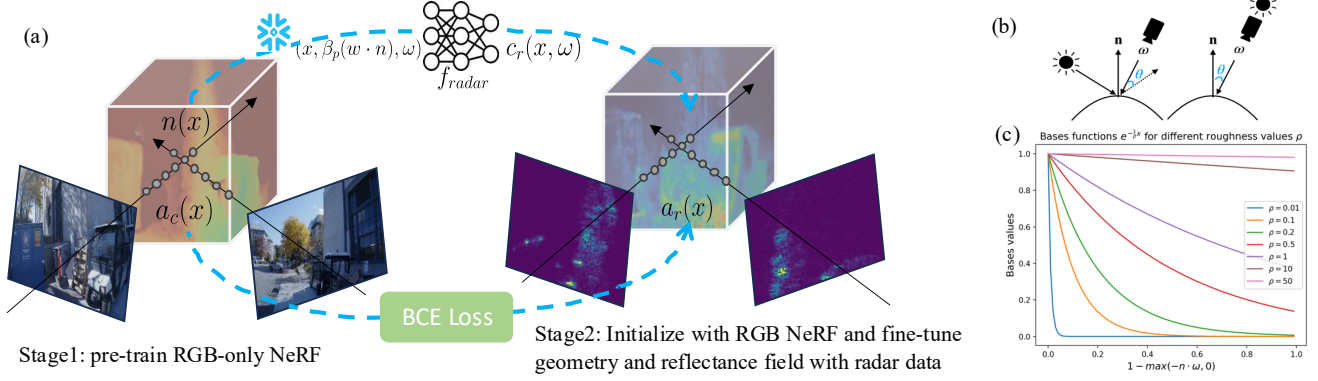 (a)
(x, β_p(w · n), ω)
f_{radar}
c_r(x, ω)
n(x)
a_c(x)
a_r(x)
BCE Loss
Stage1: pre-train RGB-only NeRF
Stage2: Initialize with RGB NeRF and fine-tune
geometry and reflectance field with radar data
(b)
n
ω
θ
n
ω
θ
(c)
Bases functions e^{-\frac{1}{ρ}x} for different roughness values ρ
Bases values
1.0
0.8
0.6
0.4
0.2
0.0
0.0
0.2
0.4
0.6
0.8
1.0
1 − max(−n · ω, 0)
ρ = 0.01
ρ = 0.1
ρ = 0.2
ρ = 0.5
ρ = 1
ρ = 10
ρ = 50